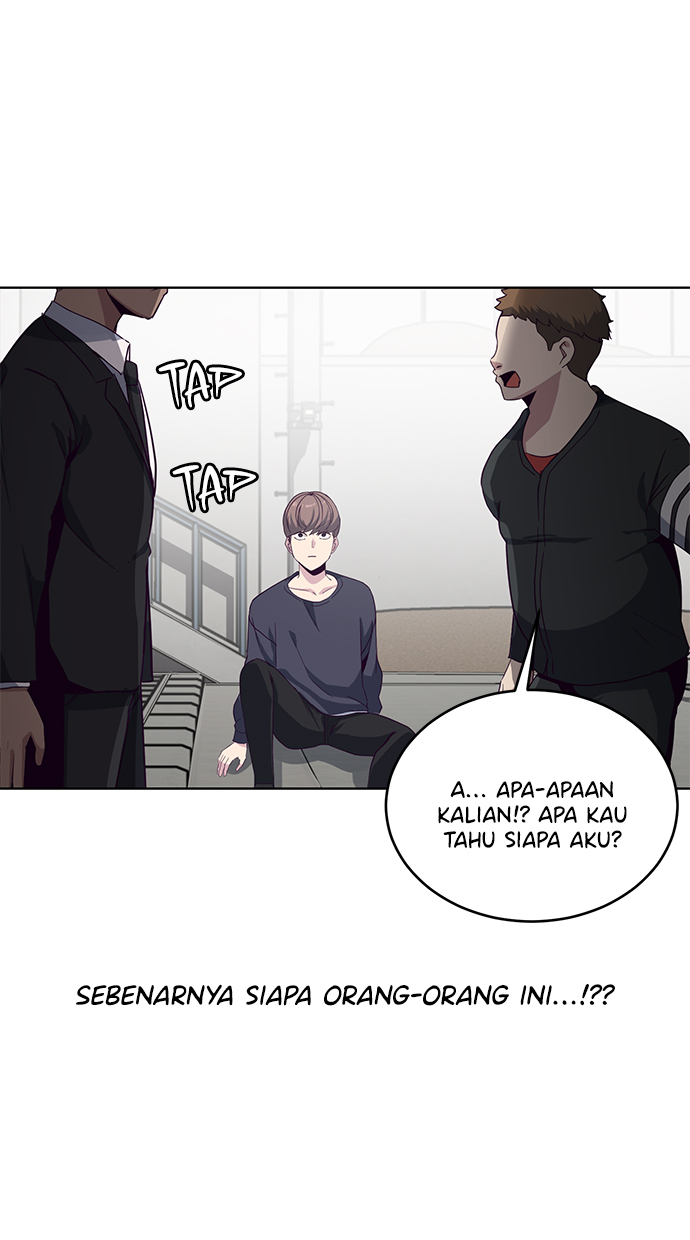 TAP
TAP
A... APA-APAAN
KALIAN!? APA KAU
TAHU SIAPA AKU?
SEBENARNYA SIAPA ORANG-ORANG INI...!??